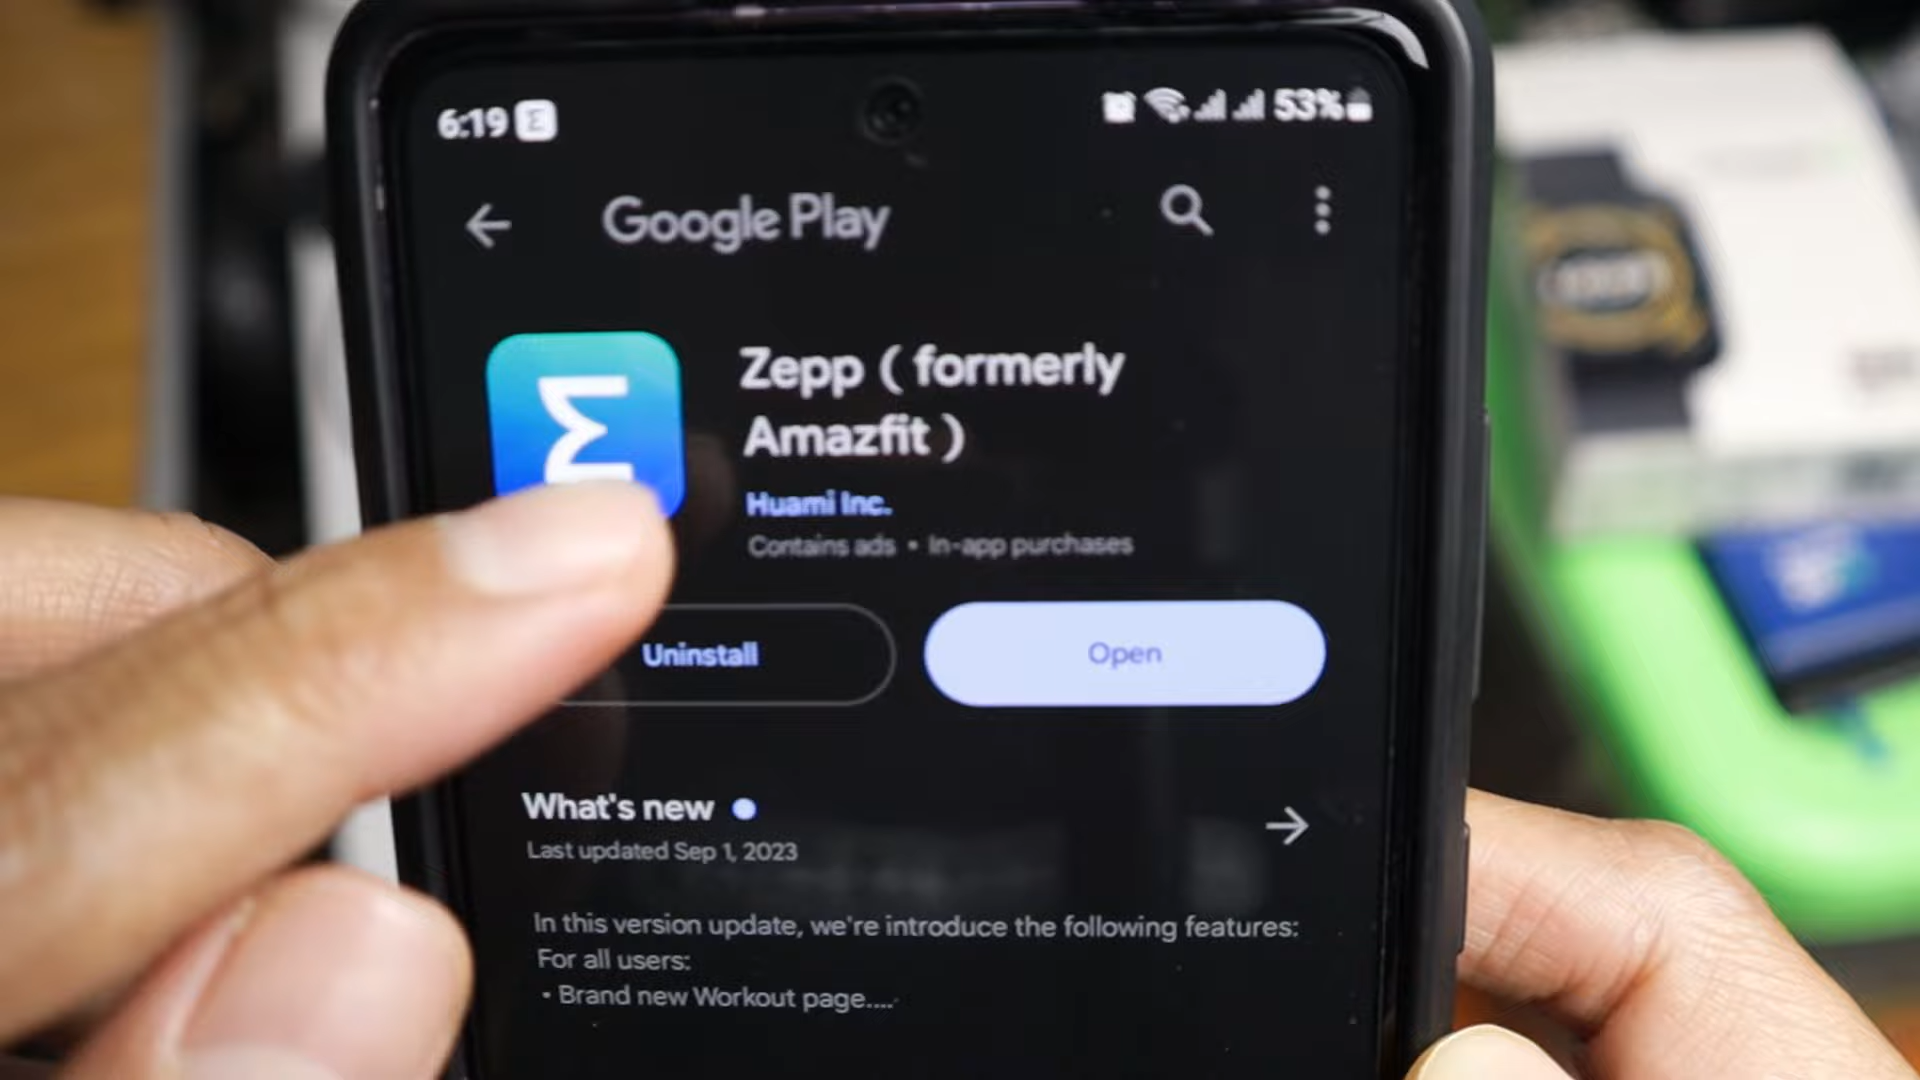 6:19
53%
Google Play
Zepp ( formerly
Amazfit )
Huami Inc.
Contains ads • In-app purchases
Uninstall
Open
What's new
Last updated Sep 1, 2023
In this version update, we're introduce the following features:
For all users:
• Brand new Workout page....